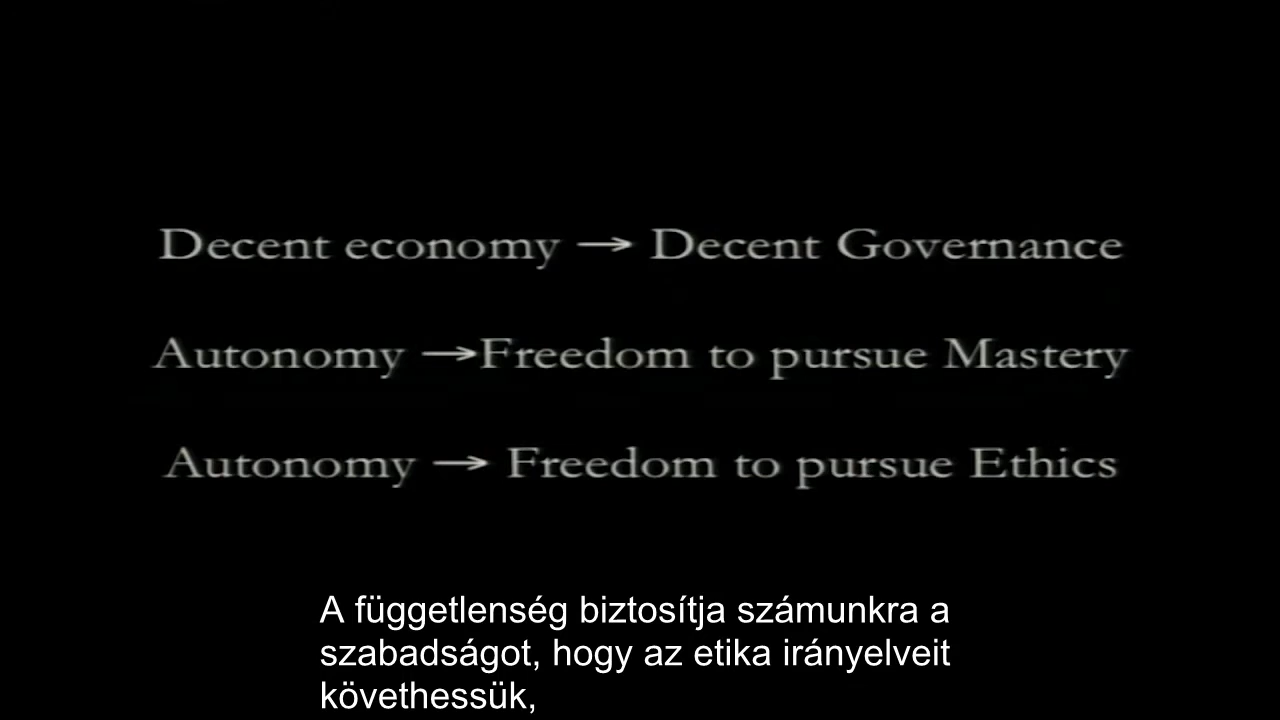 Decent economy → Decent Governance
Autonomy →Freedom to pursue Mastery
Autonomy → Freedom to pursue Ethics
A függetlenség biztosítja számunkra a
szabadságot, hogy az etika irányelveit
követhessük,